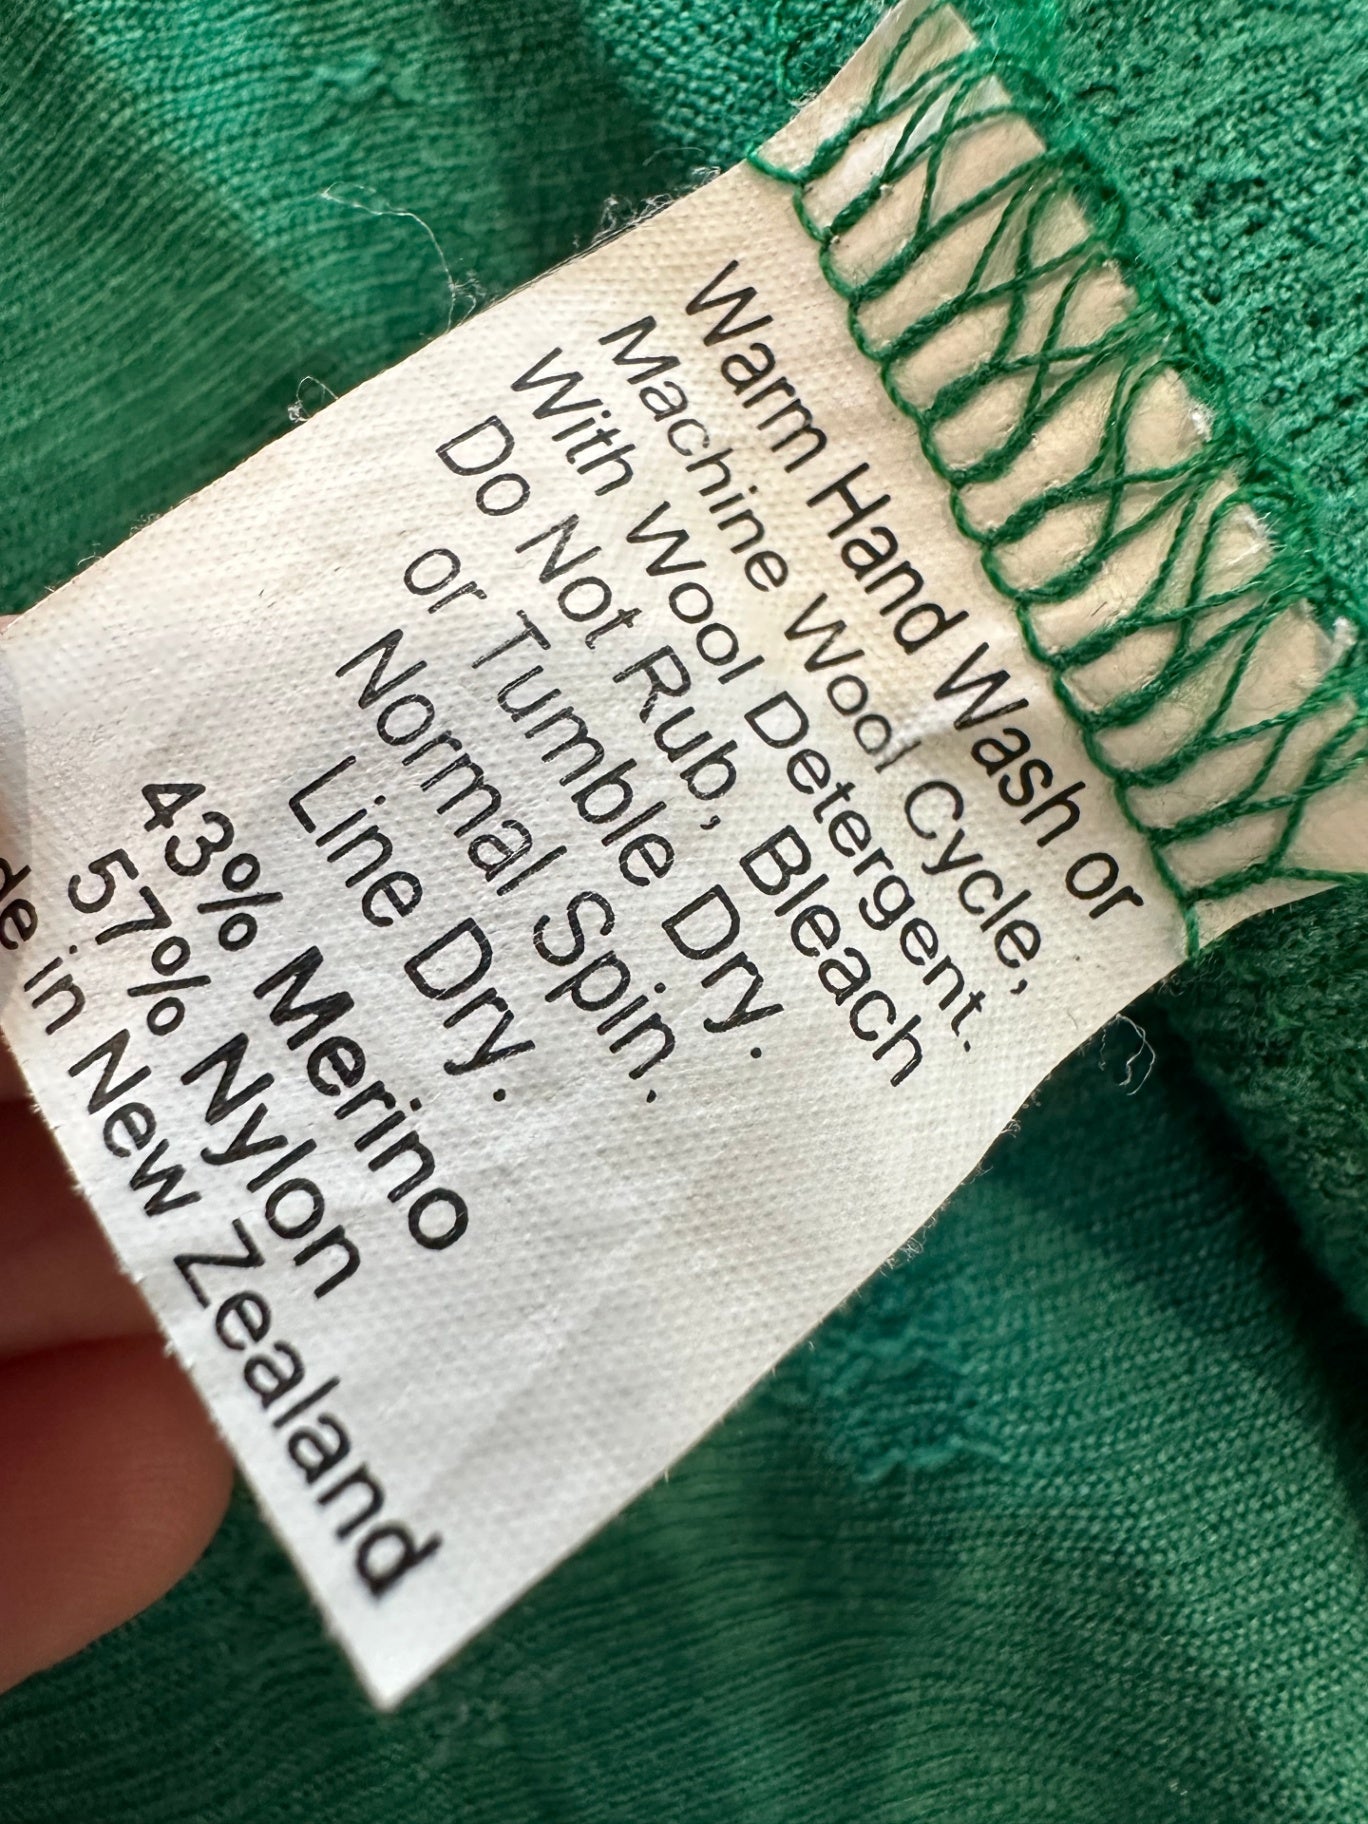 Warm Hand Wash or
Machine Wool Cycle,
With Wool Detergent.
Do Not Rub, Bleach
or Tumble Dry.
Normal Spin.
Line Dry.
43% Merino
57% Nylon
de in New Zealand